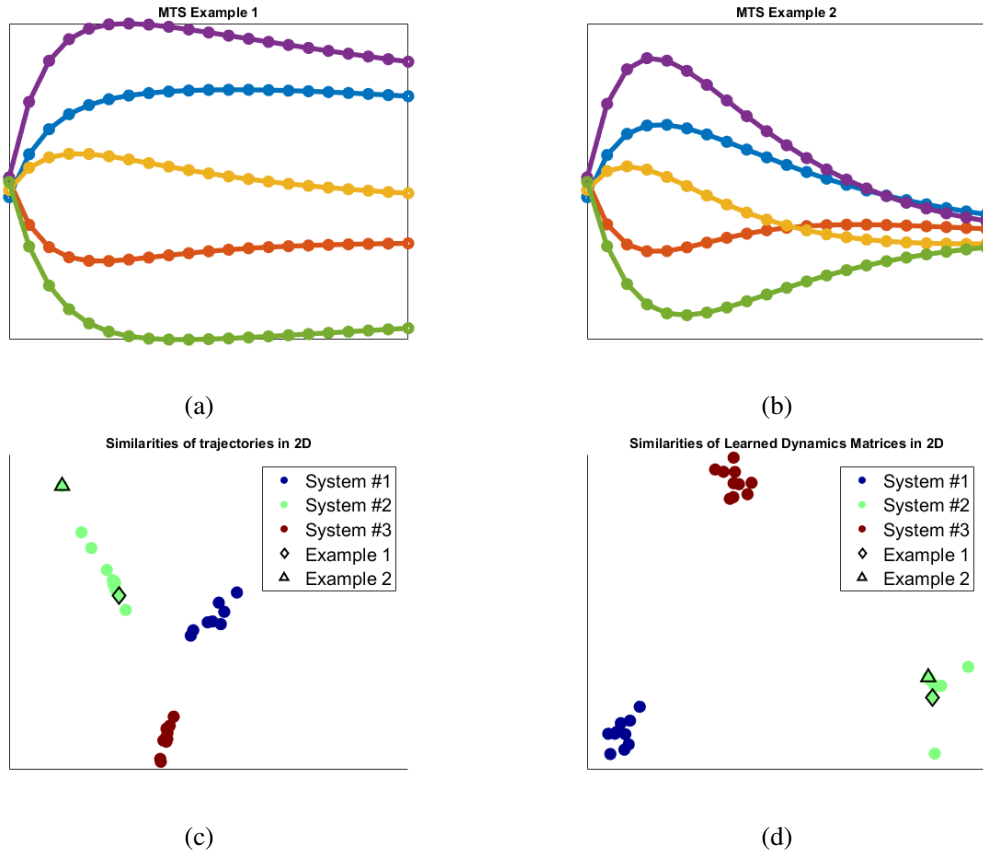 MTS Example 1
MTS Example 2
(a)
(b)
Similarities of trajectories in 2D
System #1
System #2
System #3
Example 1
Example 2
Similarities of Learned Dynamics Matrices in 2D
System #1
System #2
System #3
Example 1
Example 2
(c)
(d)